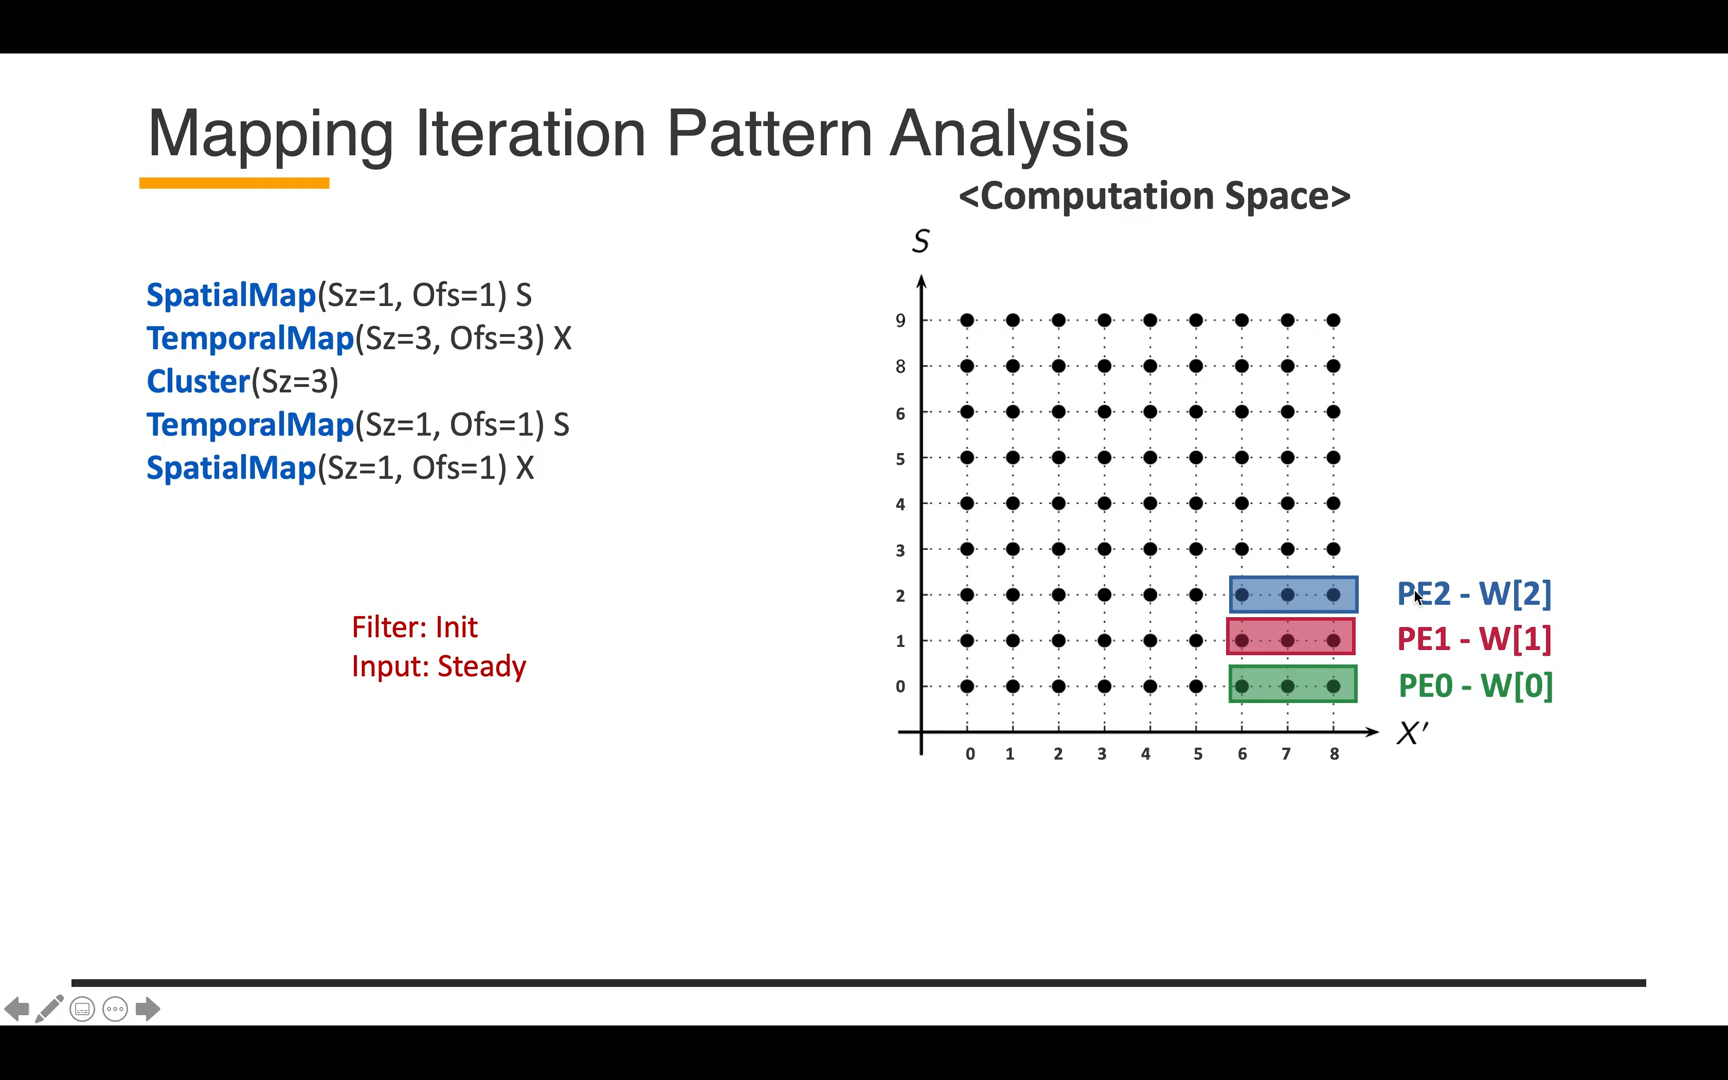 Mapping Iteration Pattern Analysis
<Computation Space>
SpatialMap(Sz=1, Ofs=1) S
TemporalMap(Sz=3, Ofs=3) X
Cluster(Sz=3)
TemporalMap(Sz=1, Ofs=1) S
SpatialMap(Sz=1, Ofs=1) X
Filter: Init
Input: Steady
S
9
8
6
5
4
3
2
1
0
PE2 - W[2]
PE1 - W[1]
PE0 - W[0]
X'
0 1 2 3 4 5 6 7 8